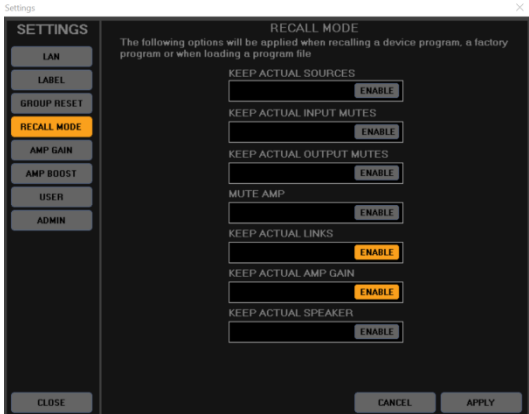 Settings
SETTINGS
LAN
LABEL
GROUP RESET
RECALL MODE
AMP GAIN
AMP BOOST
USER
ADMIN
CLOSE
RECALL MODE
The following options will be applied when recalling a device program, a factory
program or when loading a program file
KEEP ACTUAL SOURCES
ENABLE
KEEP ACTUAL INPUT MUTES
ENABLE
KEEP ACTUAL OUTPUT MUTES
ENABLE
MUTE AMP
ENABLE
KEEP ACTUAL LINKS
ENABLE
KEEP ACTUAL AMP GAIN
ENABLE
KEEP ACTUAL SPEAKER
ENABLE
CANCEL
APPLY